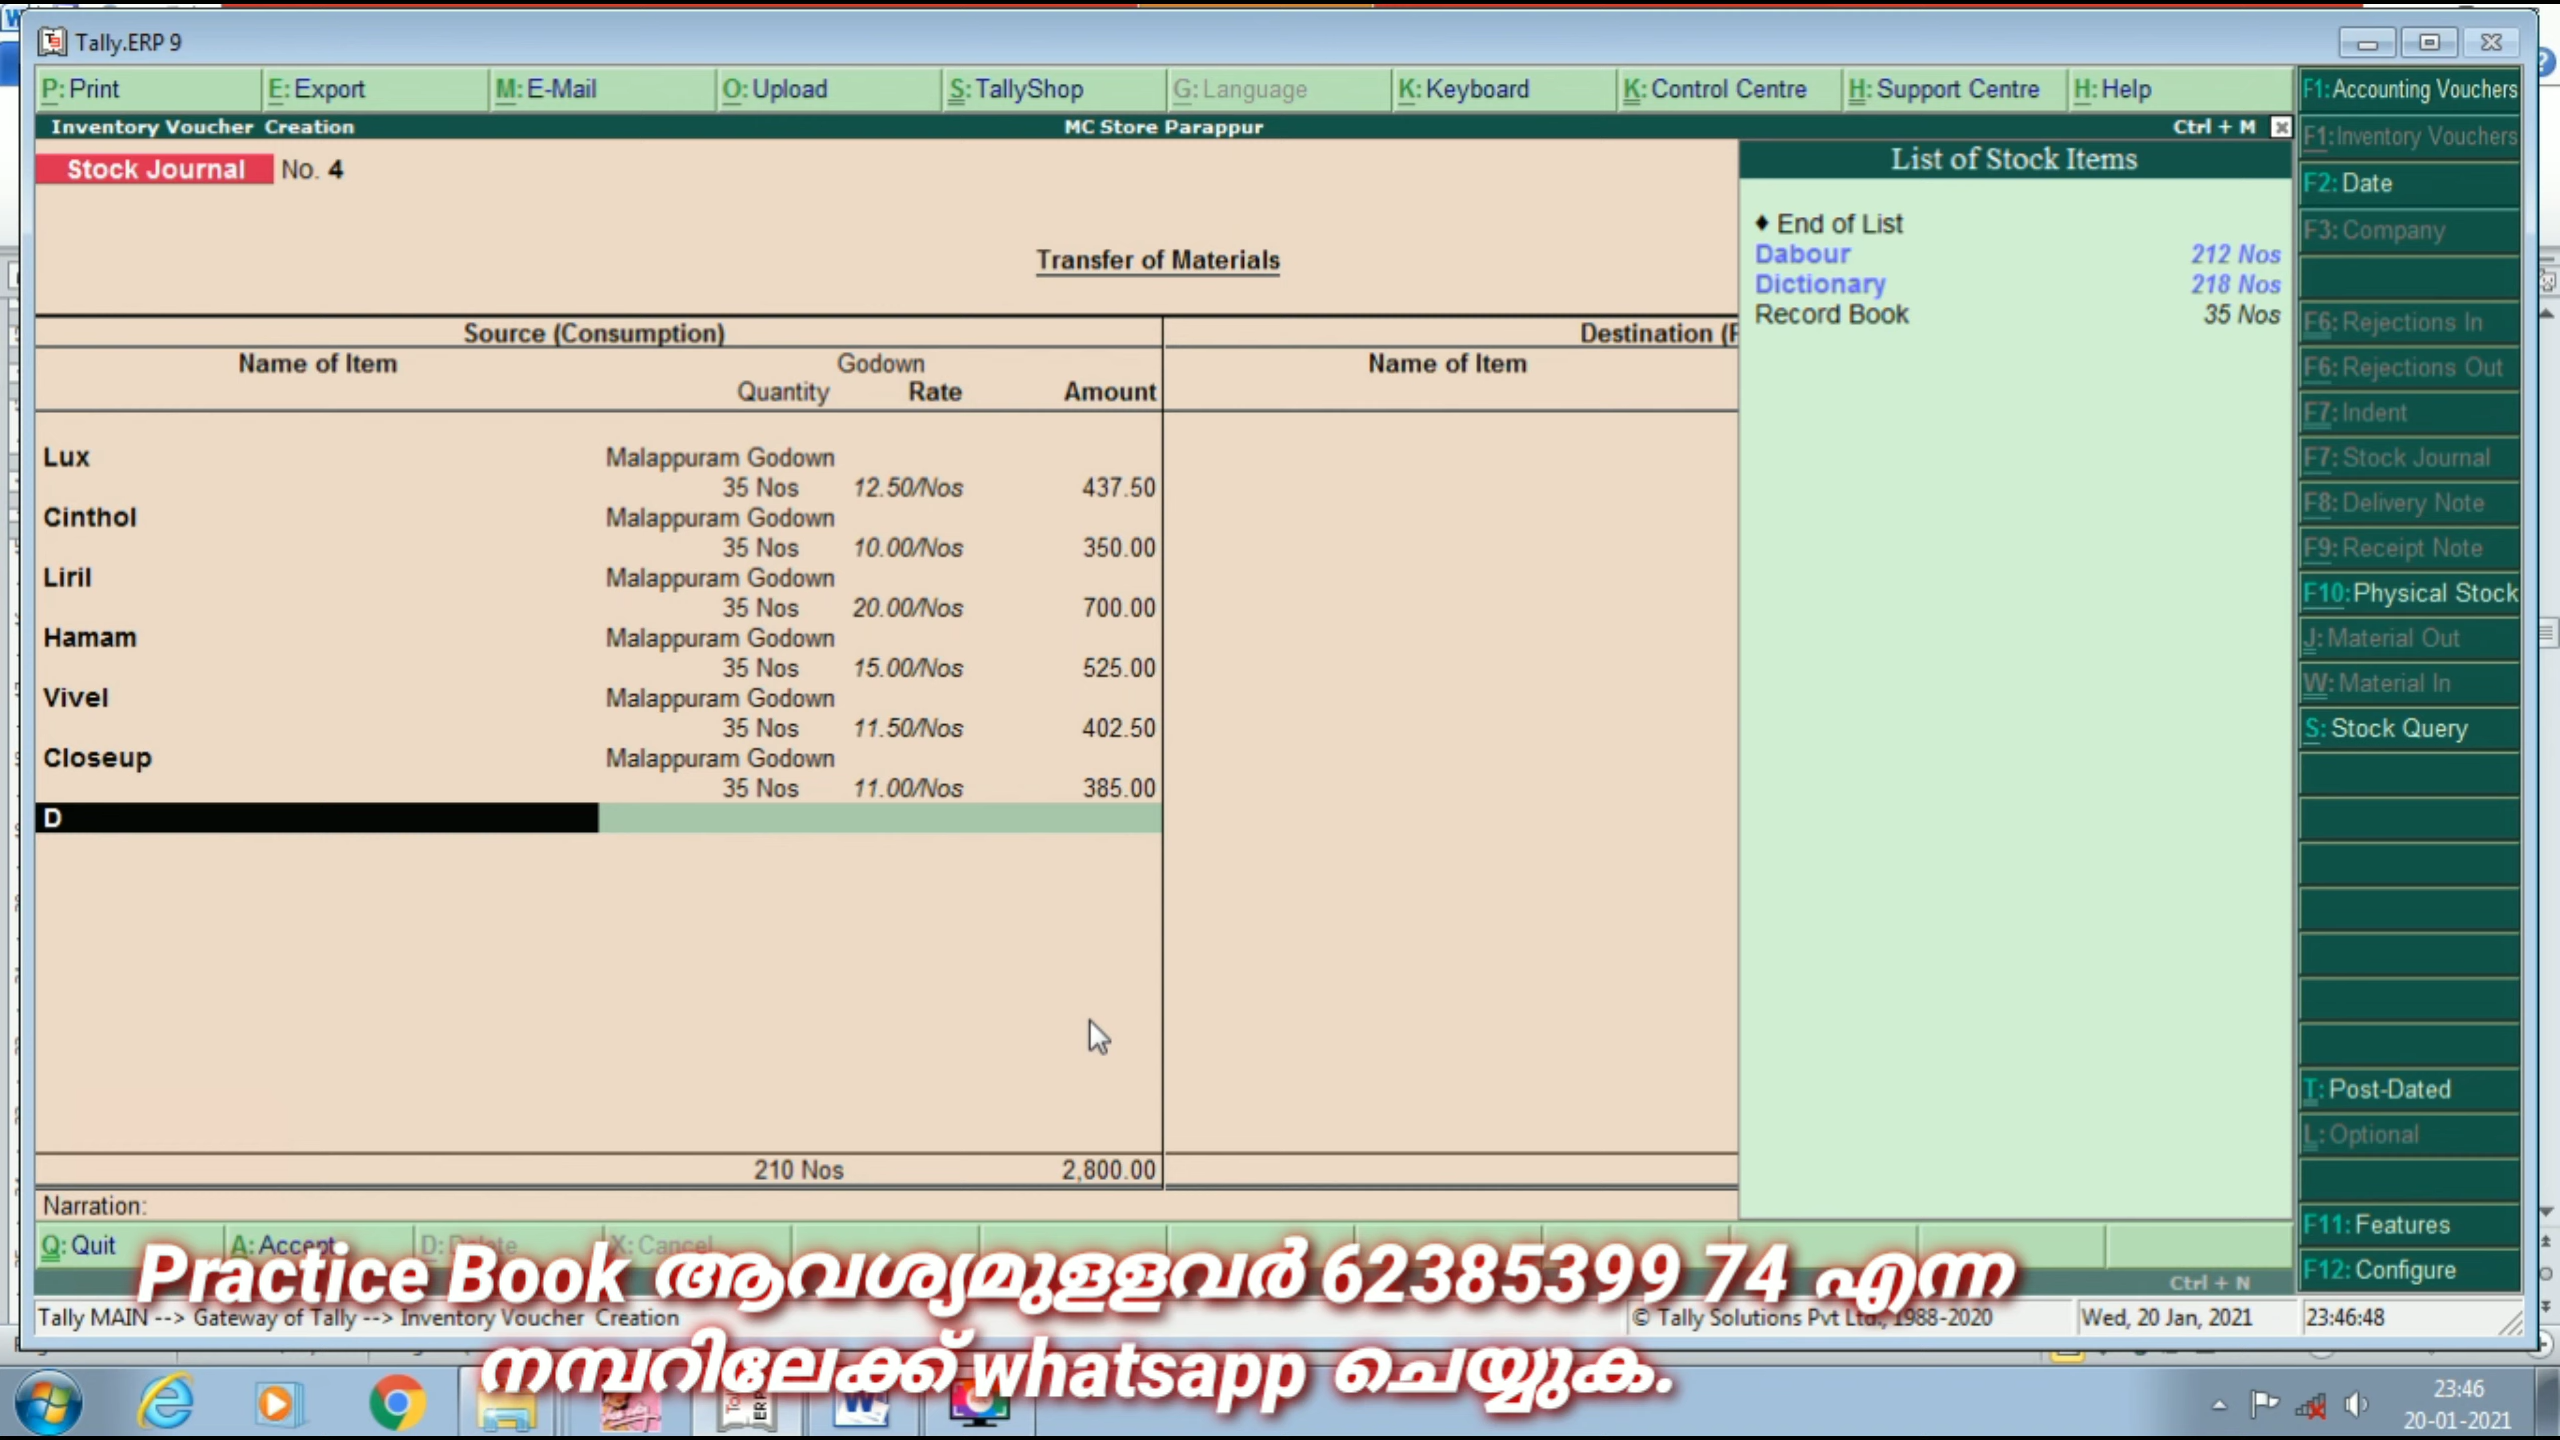 Tally.ERP 9
P: Print E: Export M: E-Mail O: Upload S: TallyShop G: Language K: Keyboard K: Control Centre H: Support Centre H: Help
F1: Accounting Vouchers
Inventory Voucher Creation MC Store Parappur Ctrl + M
F1: Inventory Vouchers
Stock Journal No. 4
List of Stock Items
F2: Date
♦ End of List
F3: Company
Dabour 212 Nos
Transfer of Materials
Dictionary 218 Nos
Record Book 35 Nos
F6: Rejections In
Source (Consumption) Destination (P
Name of Item Godown Name of Item
F6: Rejections Out
Quantity Rate Amount
F7: Indent
Lux Malappuram Godown
F7: Stock Journal
35 Nos 12.50/Nos 437.50
F8: Delivery Note
Cinthol Malappuram Godown
35 Nos 10.00/Nos 350.00
F9: Receipt Note
Liril Malappuram Godown
F10: Physical Stock
35 Nos 20.00/Nos 700.00
Hamam Malappuram Godown
J: Material Out
35 Nos 15.00/Nos 525.00
W: Material In
Vivel Malappuram Godown
35 Nos 11.50/Nos 402.50
S: Stock Query
Closeup Malappuram Godown
35 Nos 11.00/Nos 385.00
D
T: Post-Dated
L: Optional
210 Nos 2,800.00
Narration:
F11: Features
Q: Quit A: Accept D: Delete X: Cancel
F12: Configure
Practice Book ആവശ്യമുള്ളവർ 62385399 74 എന്ന
Ctrl + N
Tally MAIN --> Gateway of Tally --> Inventory Voucher Creation © Tally Solutions Pvt Ltd., 1988-2020 Wed, 20 Jan, 2021 23:46:48
നമ്പറിലേക്ക് whatsapp ചെയ്യുക.
23:46
20-01-2021